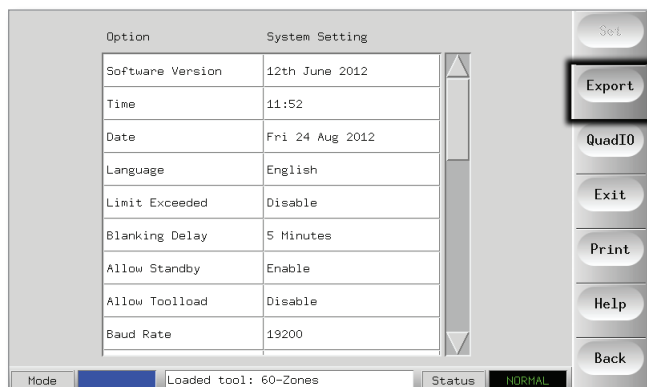 Option System Setting
Software Version 12th June 2012
Time 11:52
Date Fri 24 Aug 2012
Language English
Limit Exceeded Disable
Blanking Delay 5 Minutes
Allow Standby Enable
Allow Toolload Disable
Baud Rate 19200
Set
Export
QuadIO
Exit
Print
Help
Back
Mode Loaded tool: 60-Zones Status NORMAL